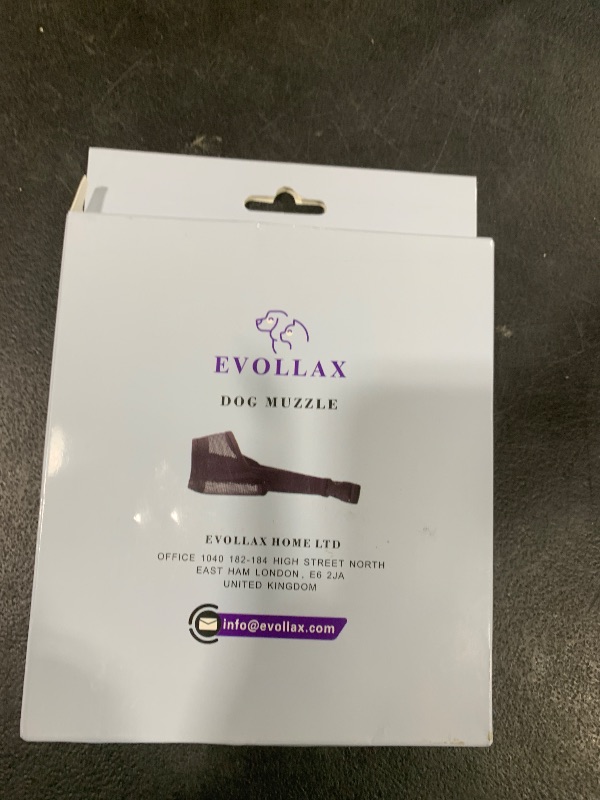 EVOLLAX
DOG MUZZLE
EVOLLAX HOME LTD
OFFICE 1040 182-184 HIGH STREET NORTH
EAST HAM LONDON, E6 2JA
UNITED KINGDOM
info@evollax.com